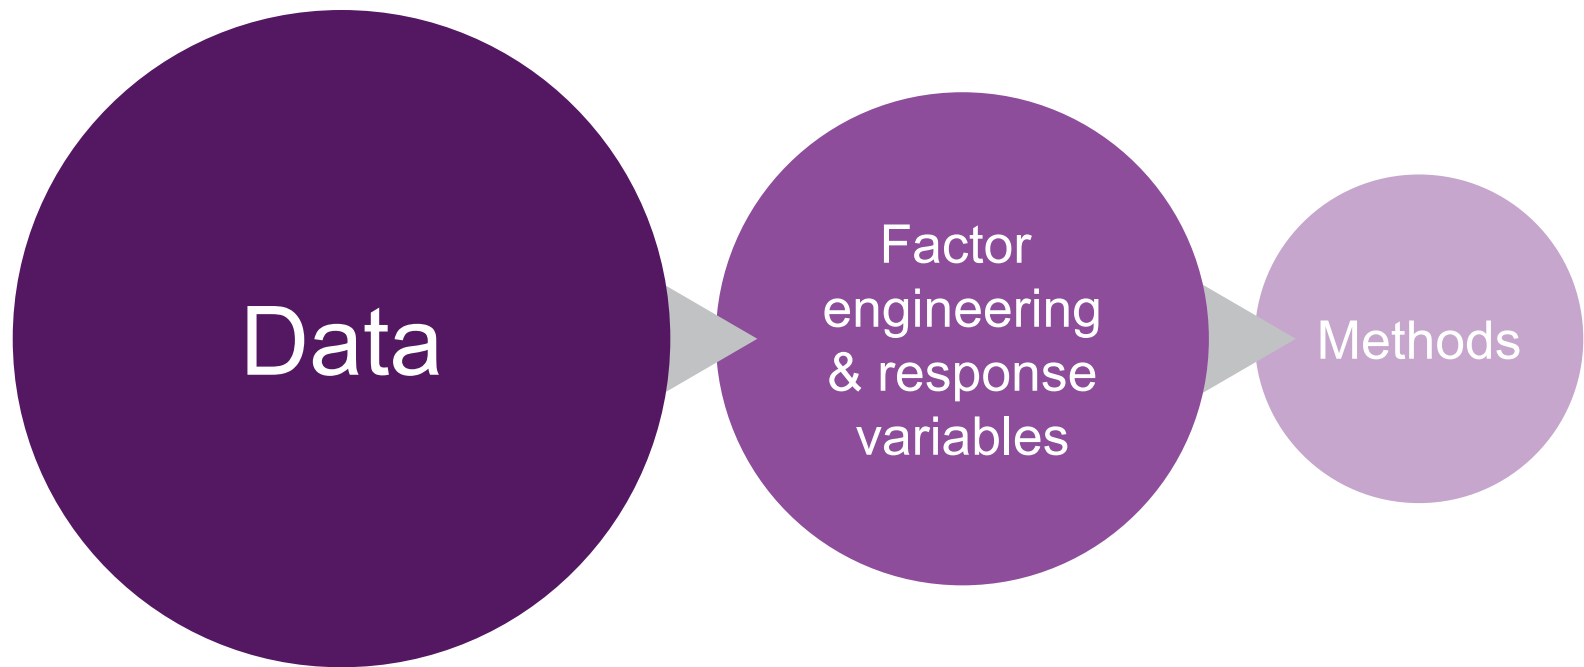 Data
Factor
engineering
& response
variables
Methods